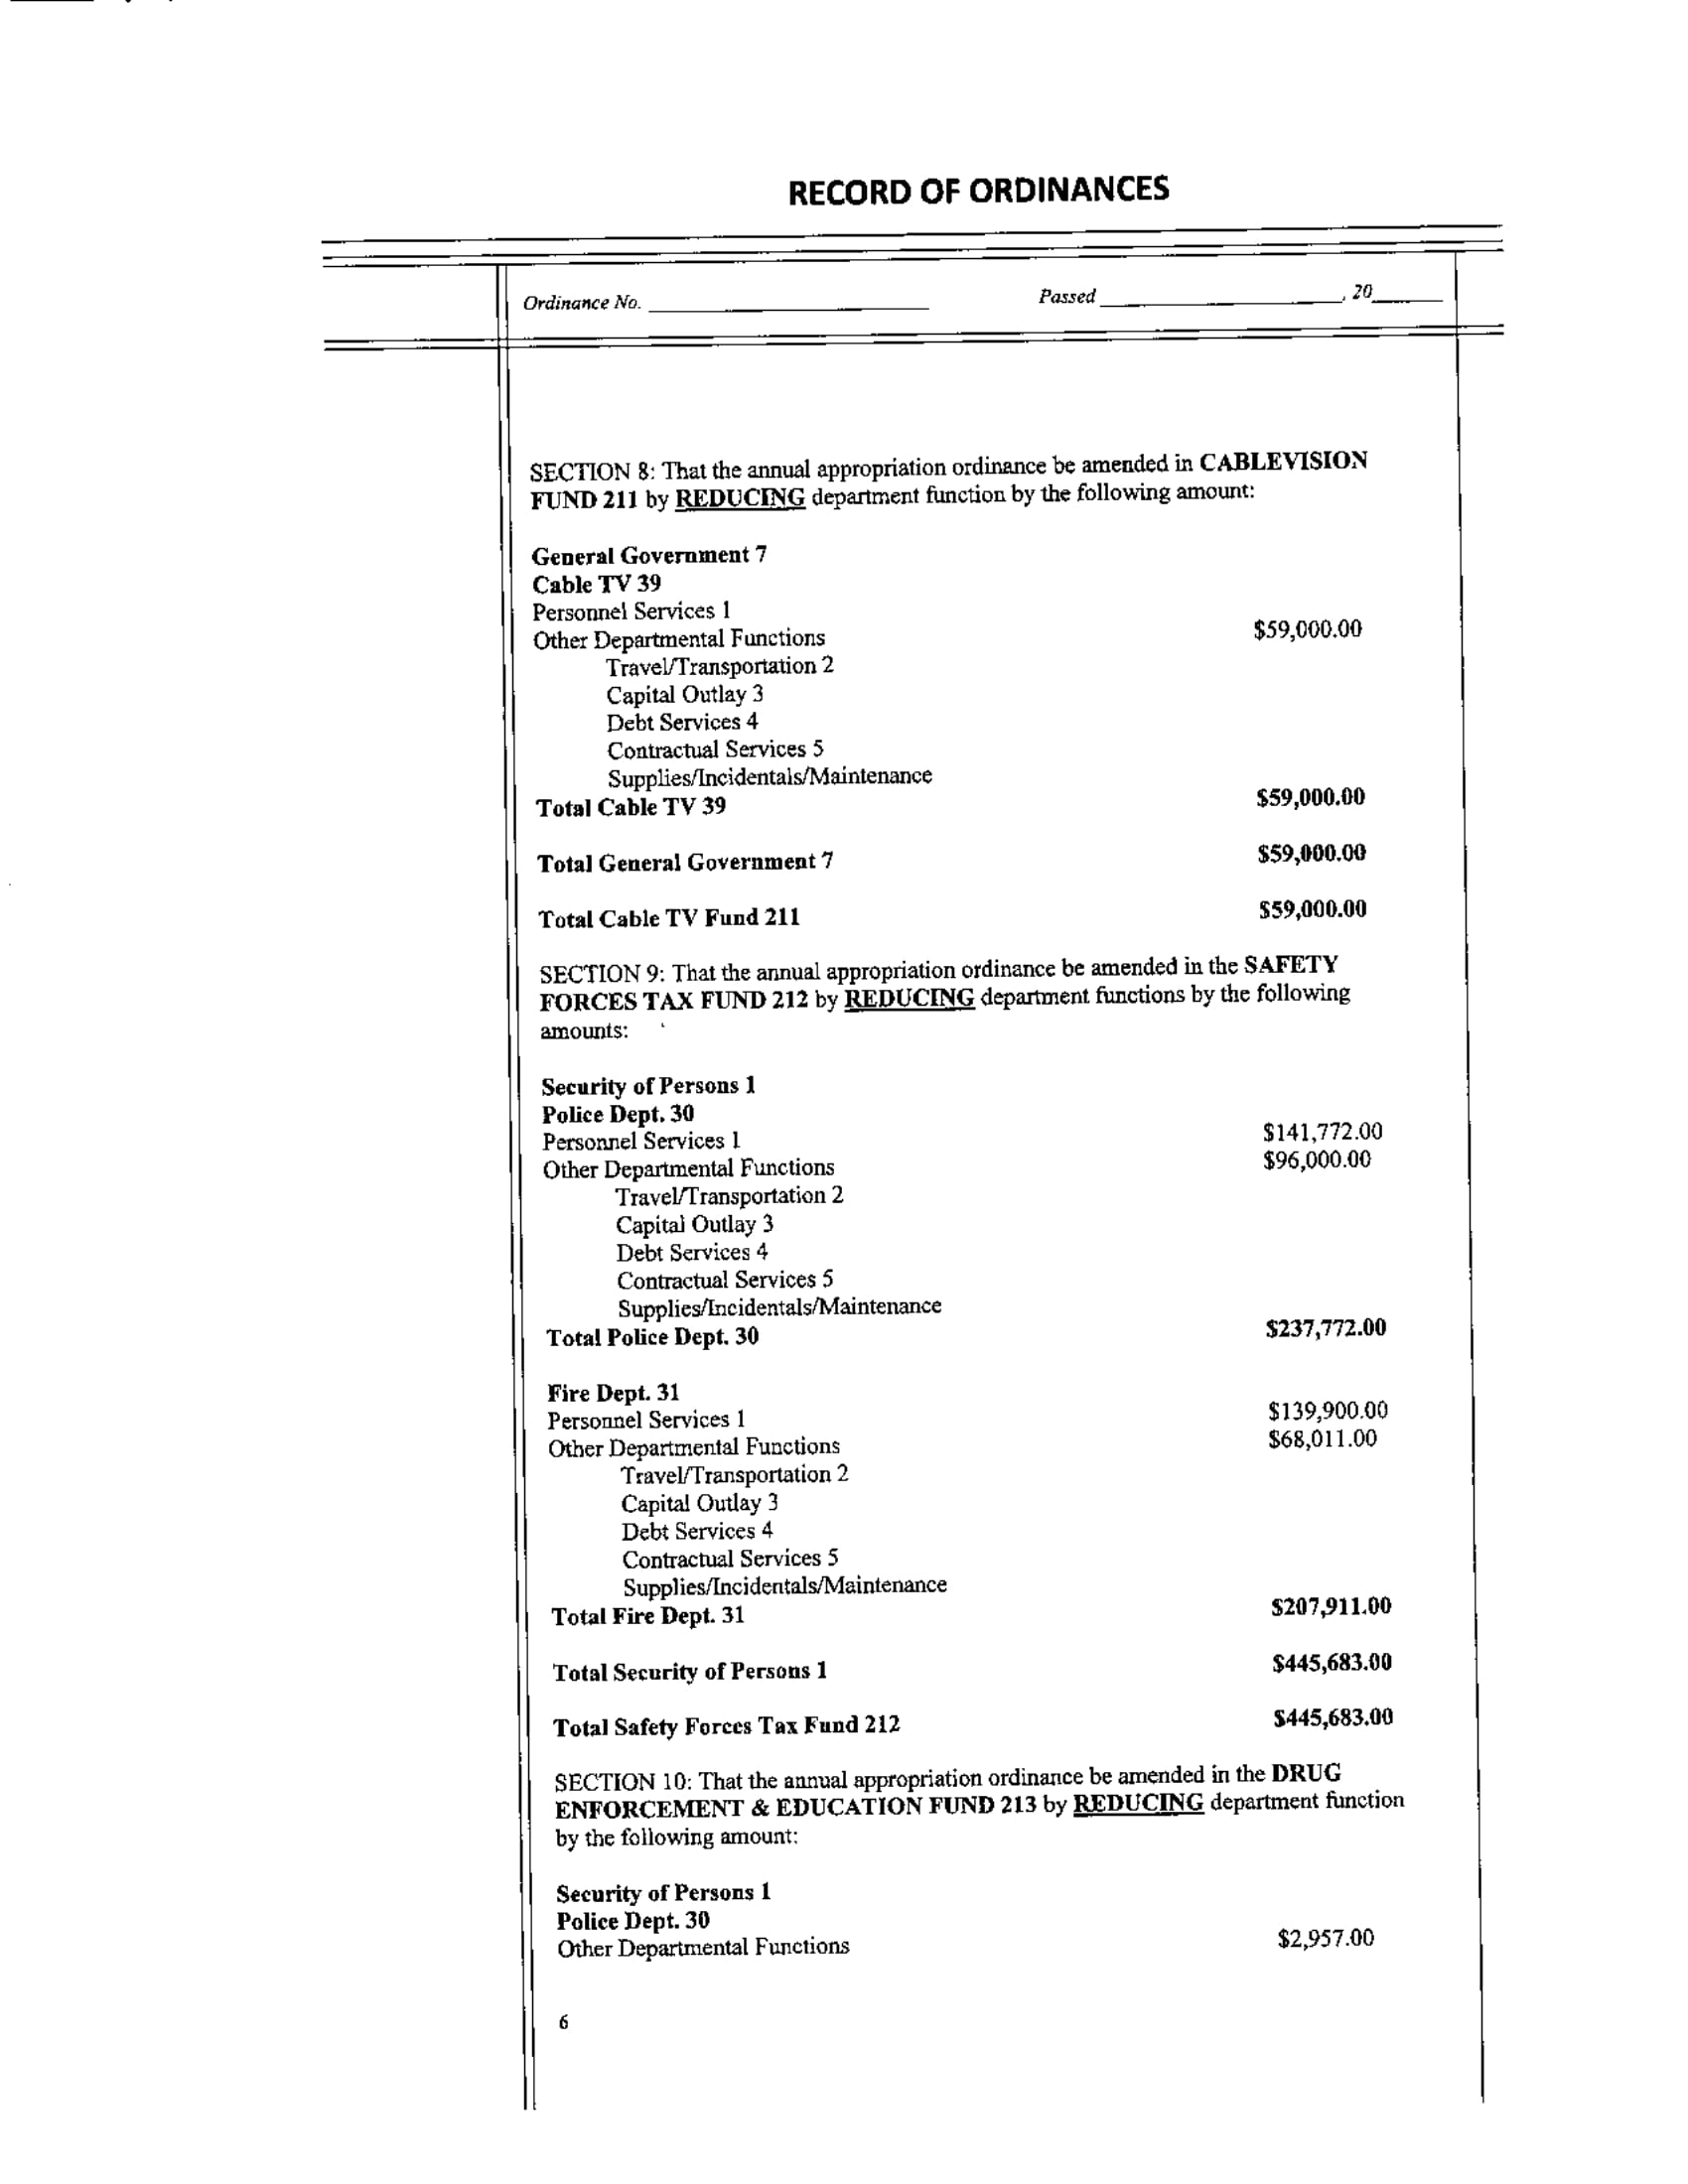 RECORD OF ORDINANCES
Ordinance No. Passed , 20
SECTION 8: That the annual appropriation ordinance be amended in CABLEVISION
FUND 211 by REDUCING department function by the following amount:
General Government 7
Cable TV 39
Personnel Services 1
Other Departmental Functions $59,000.00
Travel/Transportation 2
Capital Outlay 3
Debt Services 4
Contractual Services 5
Supplies/Incidentals/Maintenance
Total Cable TV 39 $59,000.00
Total General Government 7 $59,000.00
Total Cable TV Fund 211 $59,000.00
SECTION 9: That the annual appropriation ordinance be amended in the SAFETY
FORCES TAX FUND 212 by REDUCING department functions by the following
amounts:
Security of Persons 1
Police Dept. 30
Personnel Services 1 $141,772.00
Other Departmental Functions $96,000.00
Travel/Transportation 2
Capital Outlay 3
Debt Services 4
Contractual Services 5
Supplies/Incidentals/Maintenance
Total Police Dept. 30 $237,772.00
Fire Dept. 31
Personnel Services 1 $139,900.00
Other Departmental Functions $68,011.00
Travel/Transportation 2
Capital Outlay 3
Debt Services 4
Contractual Services 5
Supplies/Incidentals/Maintenance
Total Fire Dept. 31 $207,911.00
Total Security of Persons 1 $445,683.00
Total Safety Forces Tax Fund 212 $445,683.00
SECTION 10: That the annual appropriation ordinance be amended in the DRUG
ENFORCEMENT & EDUCATION FUND 213 by REDUCING department function
by the following amount:
Security of Persons 1
Police Dept. 30
Other Departmental Functions $2,957.00
6